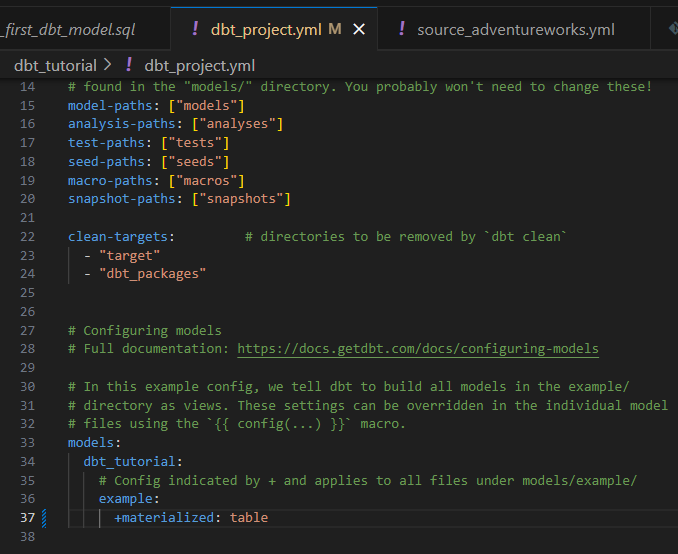 _first_dbt_model.sql
! dbt_project.yml M ×
! source_adventureworks.yml
dbt_tutorial > ! dbt_project.yml
14 # found in the "models/" directory. You probably won't need to change these!
15 model-paths: ["models"]
16 analysis-paths: ["analyses"]
17 test-paths: ["tests"]
18 seed-paths: ["seeds"]
19 macro-paths: ["macros"]
20 snapshot-paths: ["snapshots"]
21
22 clean-targets:         # directories to be removed by `dbt clean`
23   - "target"
24   - "dbt_packages"
25
26
27 # Configuring models
28 # Full documentation: https://docs.getdbt.com/docs/configuring-models
29
30 # In this example config, we tell dbt to build all models in the example/
31 # directory as views. These settings can be overridden in the individual model
32 # files using the `{{ config(...) }}` macro.
33 models:
34   dbt_tutorial:
35     # Config indicated by + and applies to all files under models/example/
36     example:
37       +materialized: table
38